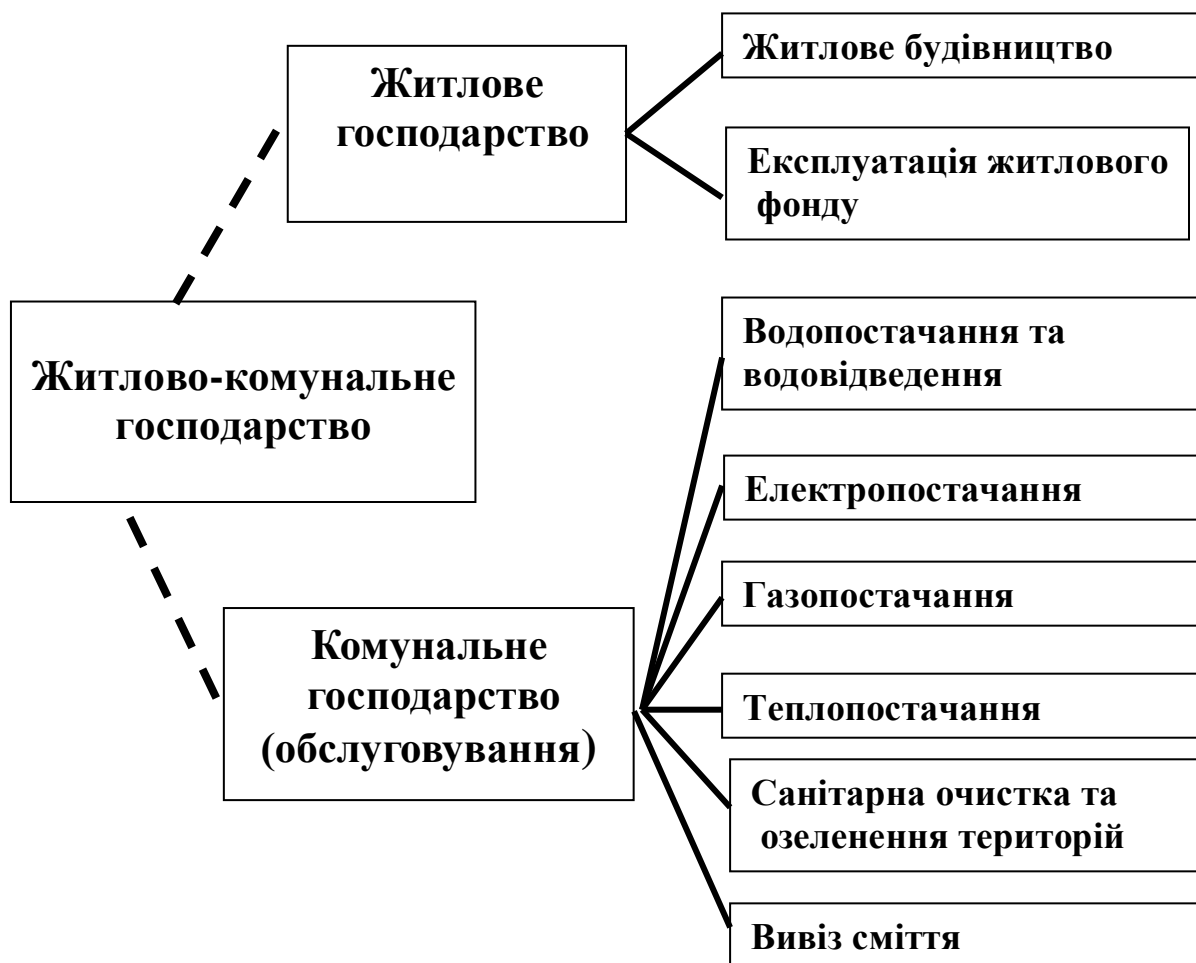 Житлове будівництво
Житлове
господарство
Експлуатація житлового
фонду
Житлово-комунальне
господарство
Водопостачання та
водовідведення
Електропостачання
Газопостачання
Комунальне
господарство
(обслуговування)
Теплопостачання
Санітарна очистка та
озеленення територій
Вивіз сміття